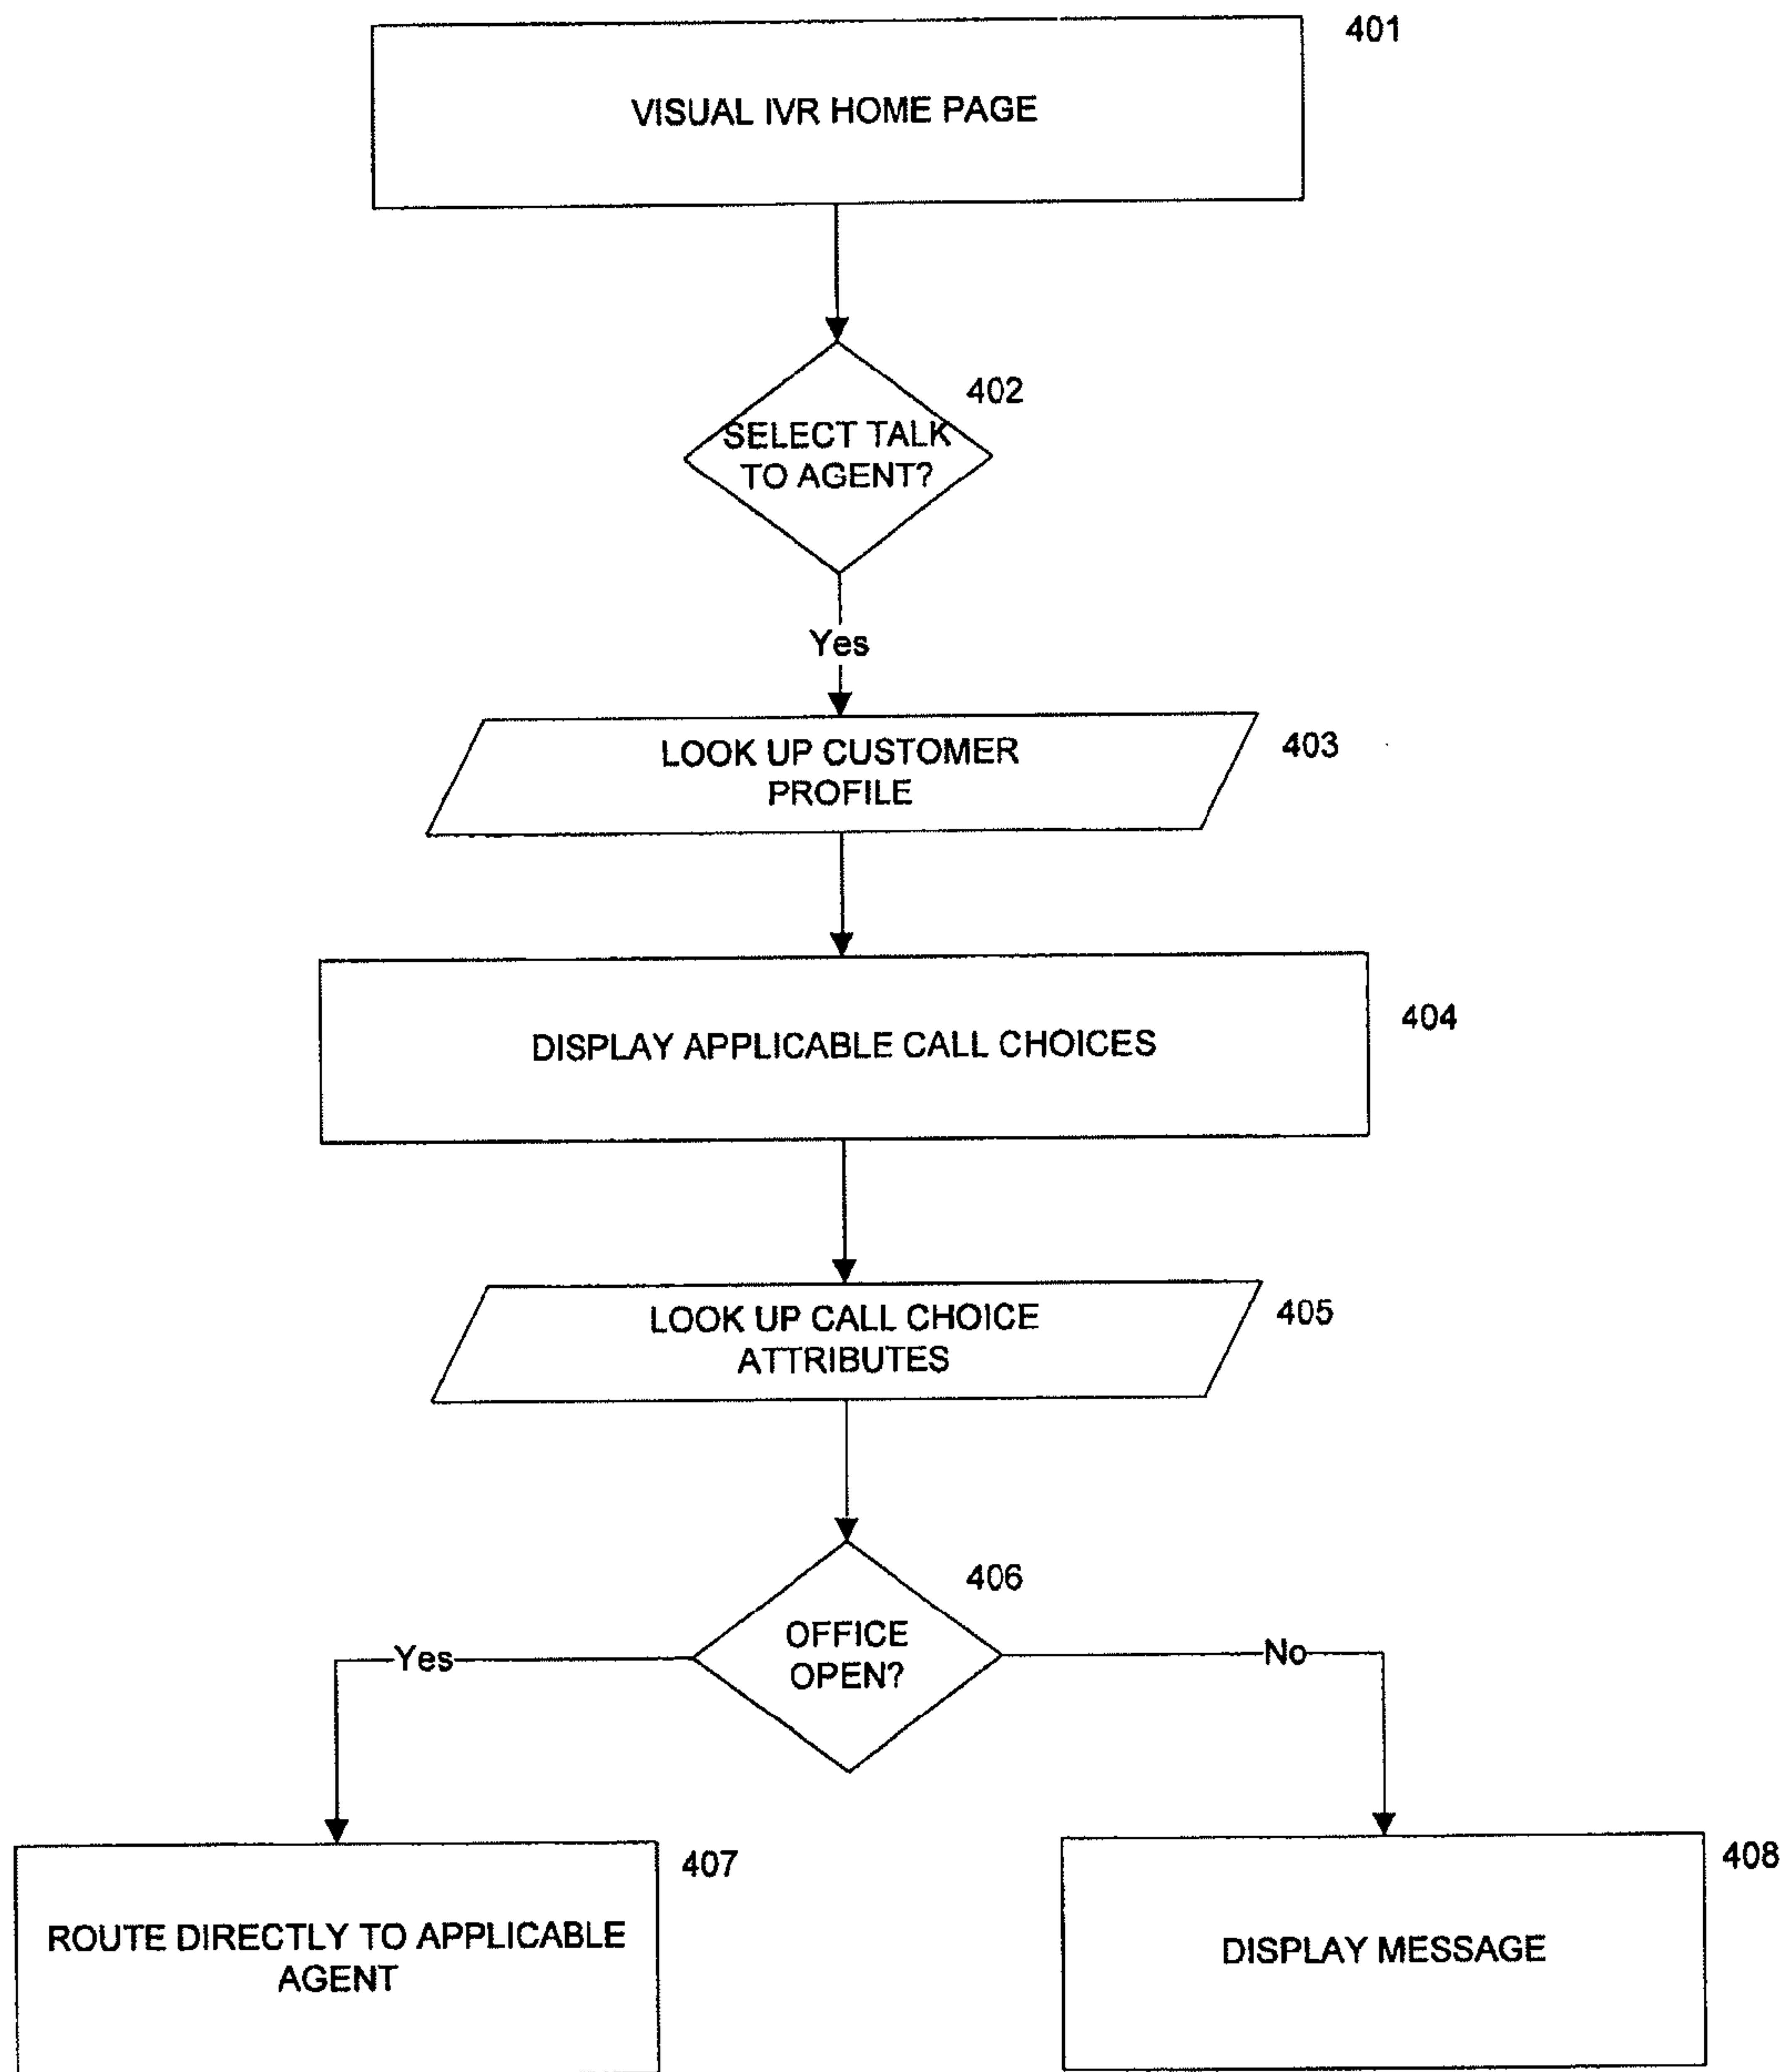 401
VISUAL IVR HOME PAGE
402
SELECT TALK
TO AGENT?
Yes
LOOK UP CUSTOMER
PROFILE
403
404
DISPLAY APPLICABLE CALL CHOICES
LOOK UP CALL CHOICE
ATTRIBUTES
405
406
OFFICE
OPEN?
Yes
No
407
ROUTE DIRECTLY TO APPLICABLE
AGENT
408
DISPLAY MESSAGE